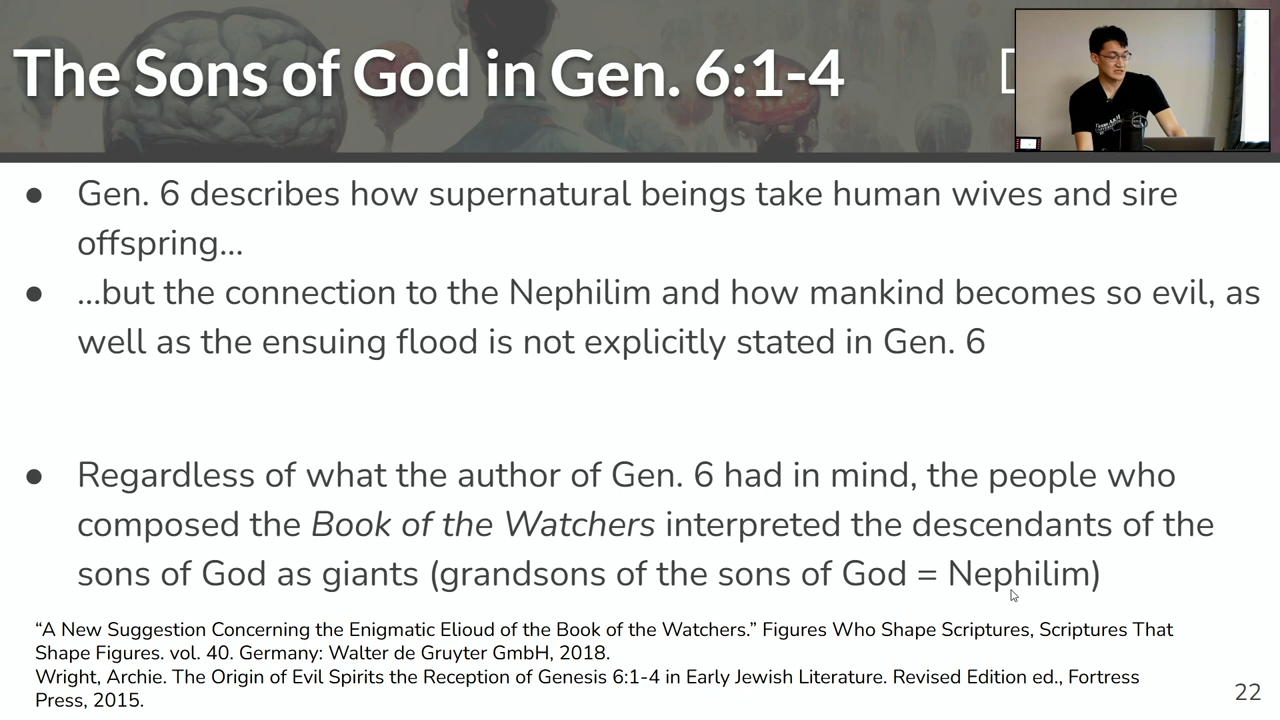 The Sons of God in Gen. 6:1-4
● Gen. 6 describes how supernatural beings take human wives and sire
offspring...
● ...but the connection to the Nephilim and how mankind becomes so evil, as
well as the ensuing flood is not explicitly stated in Gen. 6
● Regardless of what the author of Gen. 6 had in mind, the people who
composed the Book of the Watchers interpreted the descendants of the
sons of God as giants (grandsons of the sons of God = Nephilim)
“A New Suggestion Concerning the Enigmatic Elioud of the Book of the Watchers.” Figures Who Shape Scriptures, Scriptures That
Shape Figures. vol. 40. Germany: Walter de Gruyter GmbH, 2018.
Wright, Archie. The Origin of Evil Spirits the Reception of Genesis 6:1-4 in Early Jewish Literature. Revised Edition ed., Fortress
Press, 2015.
22